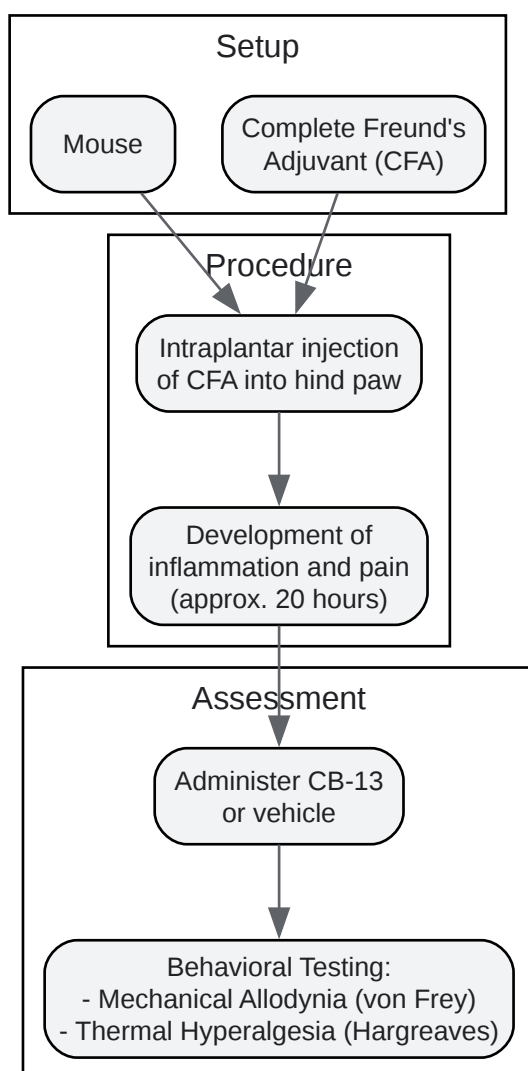 Setup
Mouse
Complete Freund's
Adjuvant (CFA)
Procedure
Intraplantar injection
of CFA into hind paw
Development of
inflammation and pain
(approx. 20 hours)
Assessment
Administer CB-13
or vehicle
Behavioral Testing:
- Mechanical Allodynia (von Frey)
- Thermal Hyperalgesia (Hargreaves)